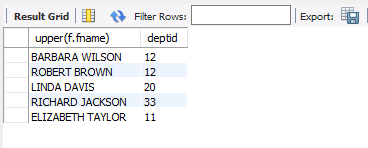 Result Grid Filter Rows: Export:
upper(f.fname) deptid
BARBARA WILSON 12
ROBERT BROWN 12
LINDA DAVIS 20
RICHARD JACKSON 33
ELIZABETH TAYLOR 11